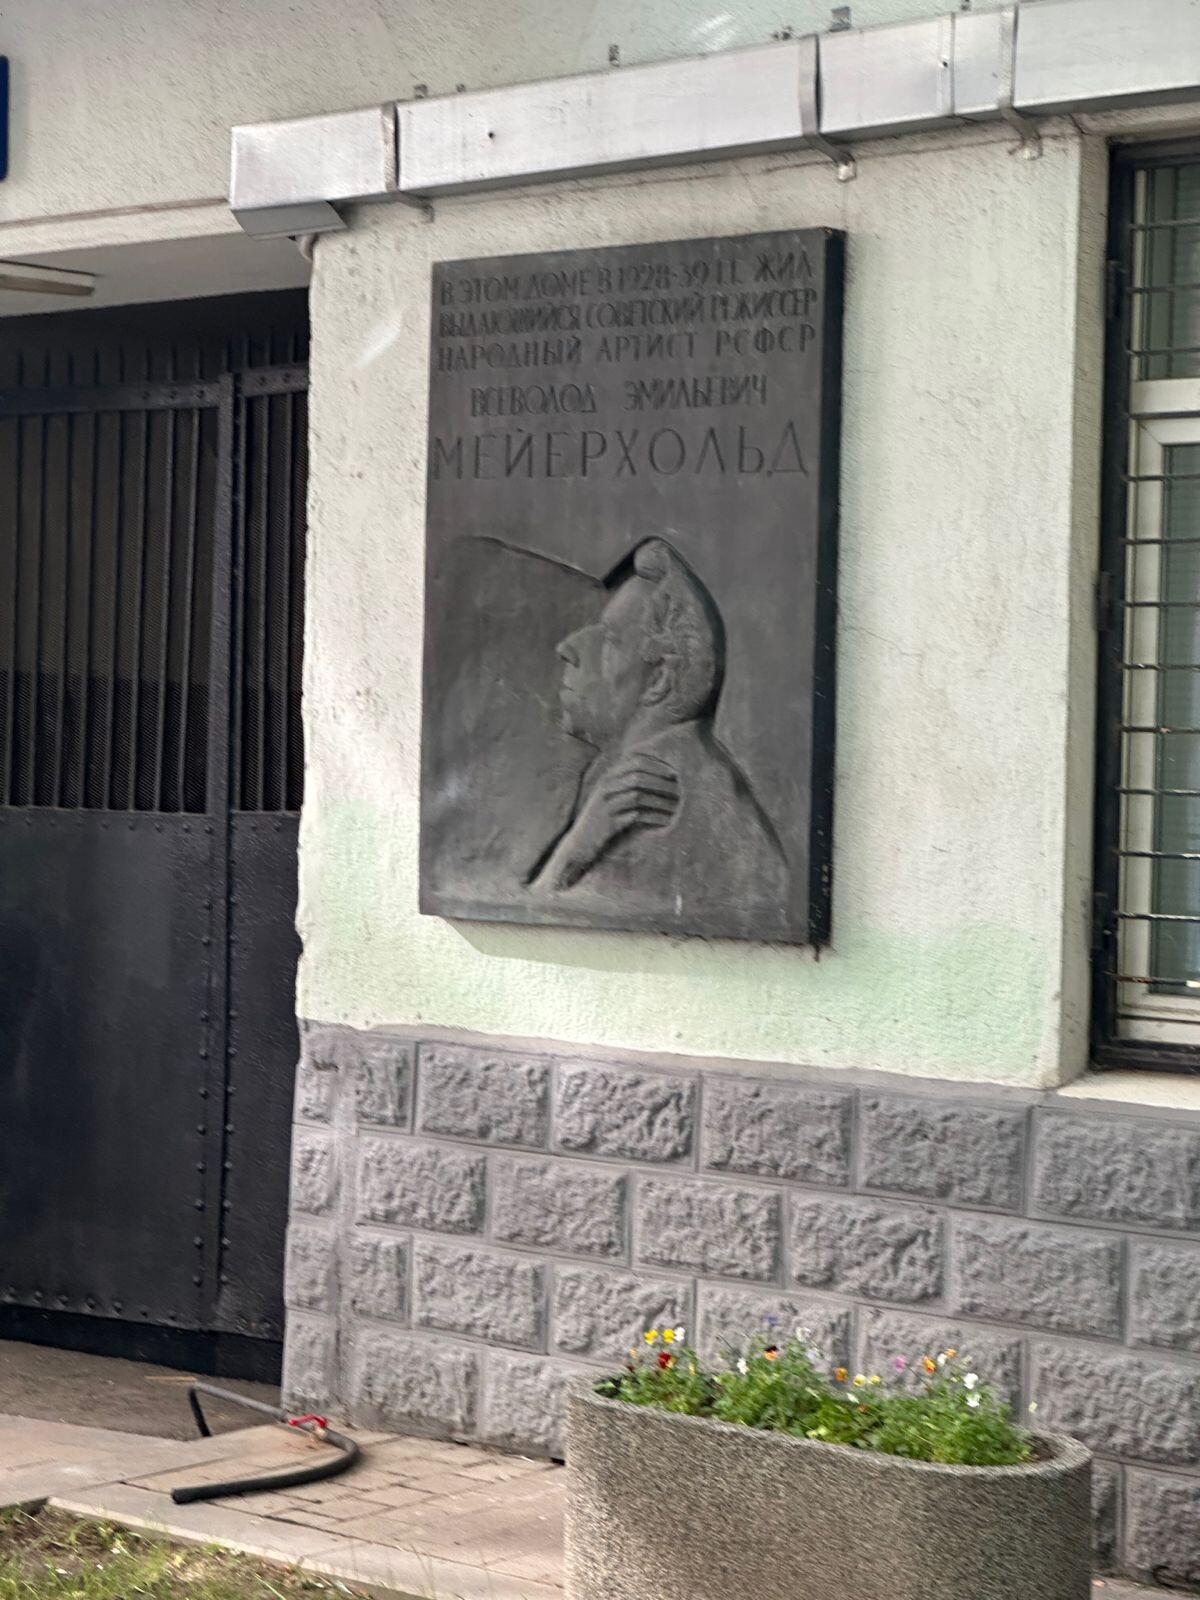 В ЭТОМ ДОМЕ В 1928-39 Г.Г. ЖИЛ
ВЫДАЮЩИЙСЯ СОВЕТСКИЙ РЕЖИССЕР
НАРОДНЫЙ АРТИСТ РСФСР
ВСЕВОЛОД ЭМИЛЬЕВИЧ
МЕЙЕРХОЛЬД